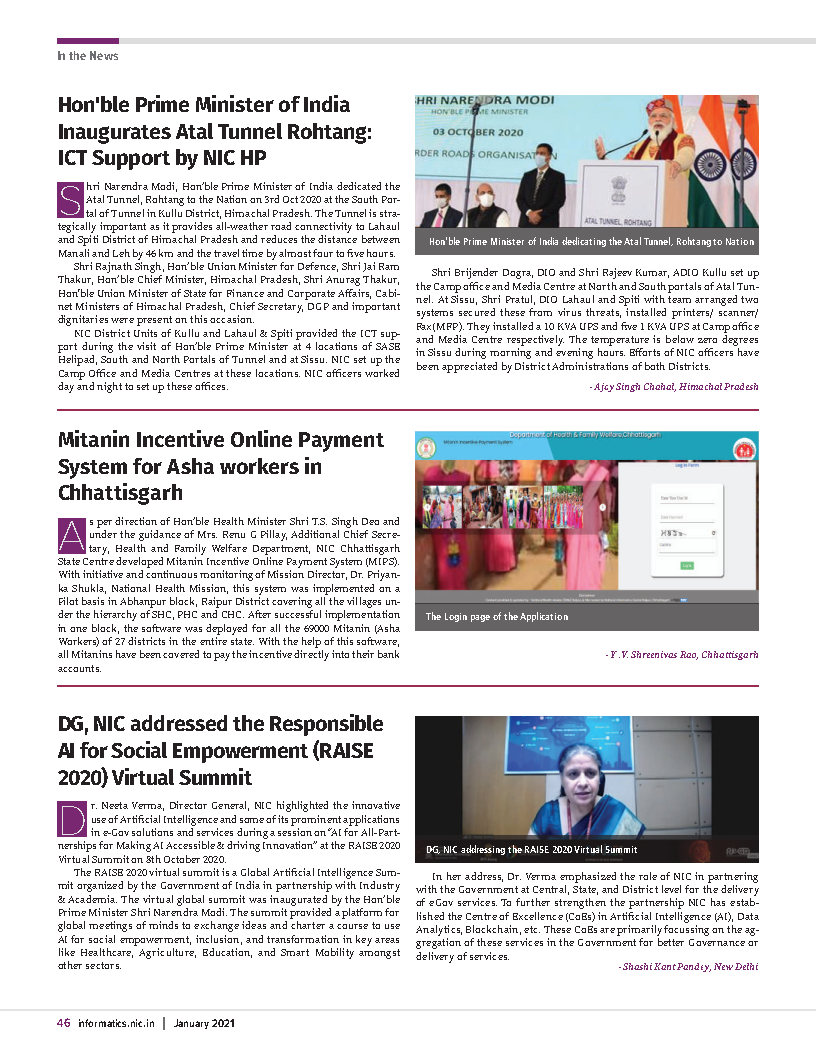 In the News
Hon'ble Prime Minister of India
Inaugurates Atal Tunnel Rohtang:
ICT Support by NIC HP
Shri Narendra Modi, Hon'ble Prime Minister of India dedicated the
Atal Tunnel, Rohtang to the Nation on 3rd Oct 2020 at the South Por-
tal of Tunnel in Kullu District, Himachal Pradesh. The Tunnel is stra-
tegically important as it provides all-weather road connectivity to Lahaul
and Spiti District of Himachal Pradesh and reduces the distance between
Manali and Leh by 46 km and the travel time by almost four to five hours.
Shri Rajnath Singh, Hon'ble Union Minister for Defence, Shri Jai Ram
Thakur, Hon'ble Chief Minister, Himachal Pradesh, Shri Anurag Thakur,
Hon'ble Union Minister of State for Finance and Corporate Affairs, Cabi-
net Ministers of Himachal Pradesh, Chief Secretary, DGP and important
dignitaries were present on this occasion.
NIC District Units of Kullu and Lahaul & Spiti provided the ICT sup-
port during the visit of Hon'ble Prime Minister at 4 locations of SASE
Helipad, South and North Portals of Tunnel and at Sissu. NIC set up the
Camp Office and Media Centres at these locations. NIC officers worked
day and night to set up these offices.
SHRI NARENDRA MODI
HON'BLE PRIME MINISTER
03 OCTOBER 2020
RDER ROADS ORGANISATION
ATAL TUNNEL, ROHTANG
Hon'ble Prime Minister of India dedicating the Atal Tunnel, Rohtang to Nation
Shri Brijender Dogra, DIO and Shri Rajeev Kumar, ADIO Kullu set up
the Camp office and Media Centre at North and South portals of Atal Tun-
nel. At Sissu, Shri Pratul, DIO Lahaul and Spiti with team arranged two
systems secured these from virus threats, installed printers/ scanner/
Fax (MFP). They installed a 10 KVA UPS and five 1 KVA UPS at Camp office
and Media Centre respectively. The temperature is below zero degrees
in Sissu during morning and evening hours. Efforts of NIC officers have
been appreciated by District Administrations of both Districts.
- Ajay Singh Chahal, Himachal Pradesh
Mitanin Incentive Online Payment
System for Asha workers in
Chhattisgarh
As per direction of Hon'ble Health Minister Shri T.S. Singh Deo and
under the guidance of Mrs. Renu G Pillay, Additional Chief Secre-
tary, Health and Family Welfare Department, NIC Chhattisgarh
State Centre developed Mitanin Incentive Online Payment System (MIPS).
With initiative and continuous monitoring of Mission Director, Dr. Priyan-
ka Shukla, National Health Mission, this system was implemented on a
Pilot basis in Abhanpur block, Raipur District covering all the villages un-
der the hierarchy of SHC, PHC and CHC. After successful implementation
in one block, the software was deployed for all the 69000 Mitanin (Asha
Workers) of 27 districts in the entire state. With the help of this software,
all Mitanins have been covered to pay the incentive directly into their bank
accounts.
Department of Health & Family Welfare,Chhattisgarh
Mitanin Incentive Payment System
Log In Form
The Login page of the Application
- Y .V. Shreenivas Rao, Chhattisgarh
DG, NIC addressed the Responsible
AI for Social Empowerment (RAISE
2020) Virtual Summit
Dr. Neeta Verma, Director General, NIC highlighted the innovative
use of Artificial Intelligence and some of its prominent applications
in e-Gov solutions and services during a session on "AI for All-Part-
nerships for Making AI Accessible & driving Innovation" at the RAISE 2020
Virtual Summit on 8th October 2020.
The RAISE 2020 virtual summit is a Global Artificial Intelligence Sum-
mit organized by the Government of India in partnership with Industry
& Academia. The virtual global summit was inaugurated by the Hon'ble
Prime Minister Shri Narendra Modi. The summit provided a platform for
global meetings of minds to exchange ideas and charter a course to use
AI for social empowerment, inclusion, and transformation in key areas
like Healthcare, Agriculture, Education, and Smart Mobility amongst
other sectors.
DG, NIC addressing the RAISE 2020 Virtual Summit
In her address, Dr. Verma emphasized the role of NIC in partnering
with the Government at Central, State, and District level for the delivery
of eGov services. To further strengthen the partnership NIC has estab-
lished the Centre of Excellence (CoEs) in Artificial Intelligence (AI), Data
Analytics, Blockchain, etc. These CoEs are primarily focussing on the ag-
gregation of these services in the Government for better Governance or
delivery of services.
- Shashi Kant Pandey, New Delhi
46 informatics.nic.in | January 2021